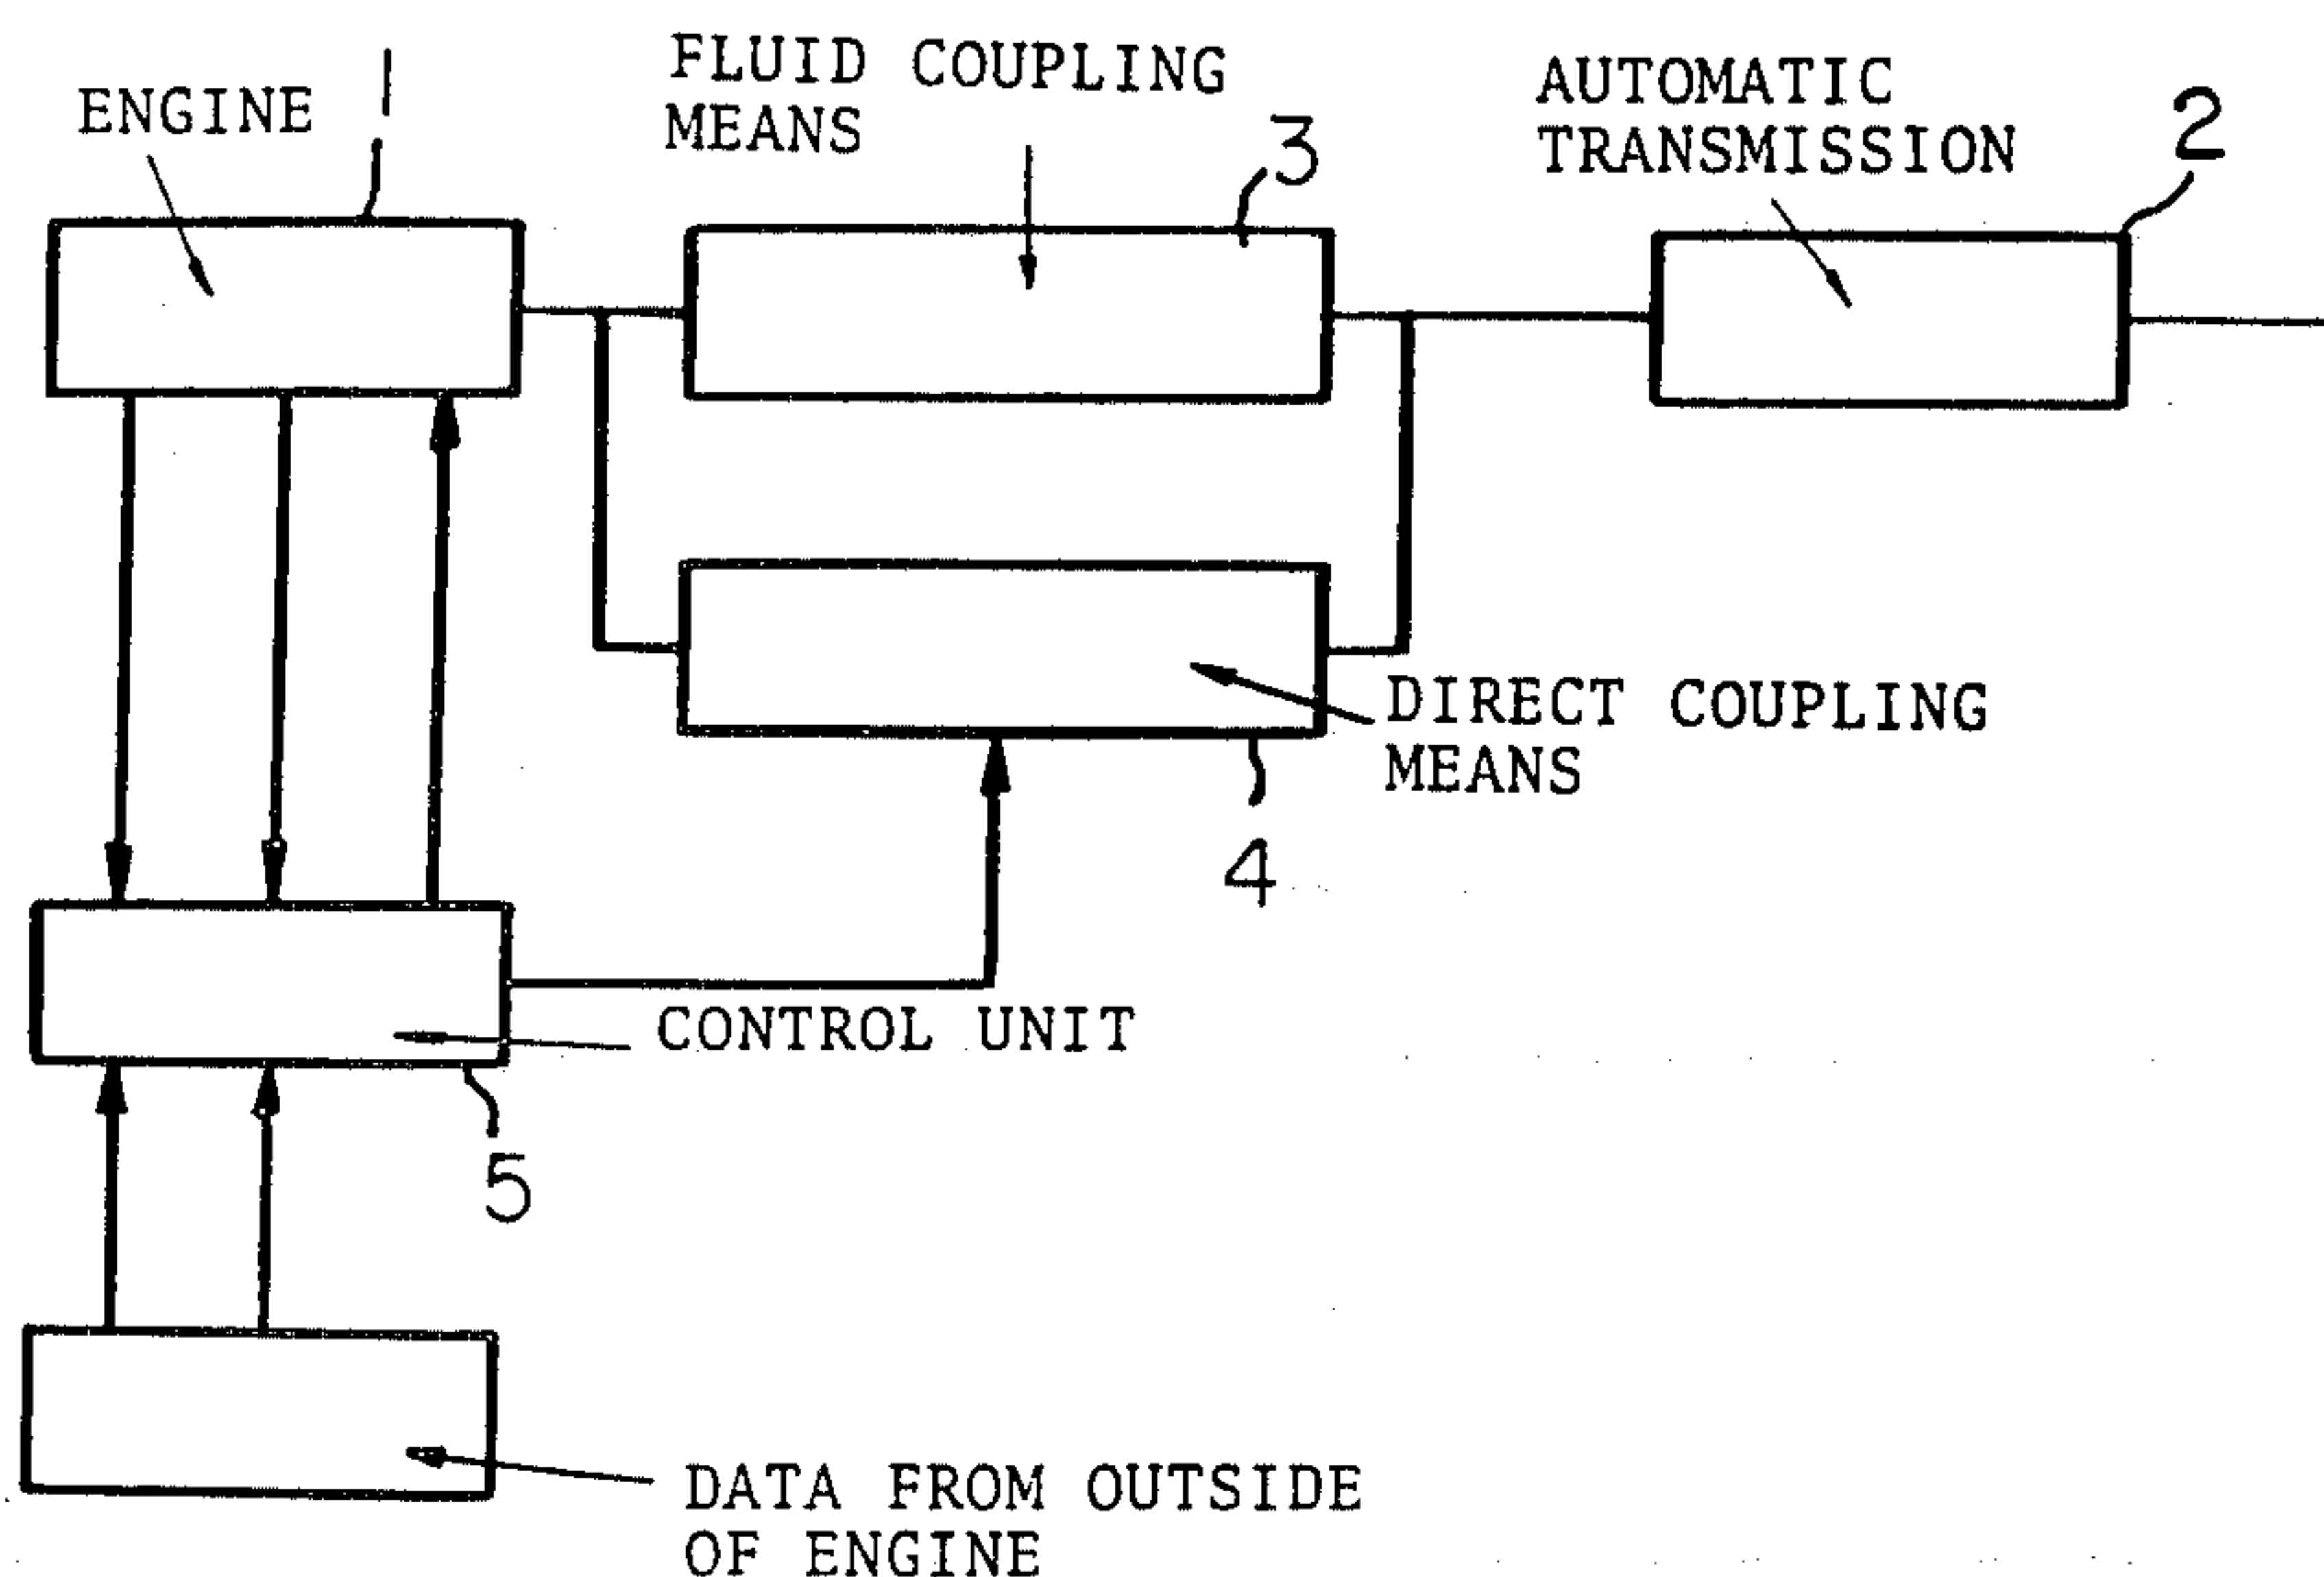 ENGINE
1
FLUID COUPLING
MEANS
3
AUTOMATIC
TRANSMISSION
2
DIRECT COUPLING
MEANS
4
CONTROL UNIT
5
DATA FROM OUTSIDE
OF ENGINE